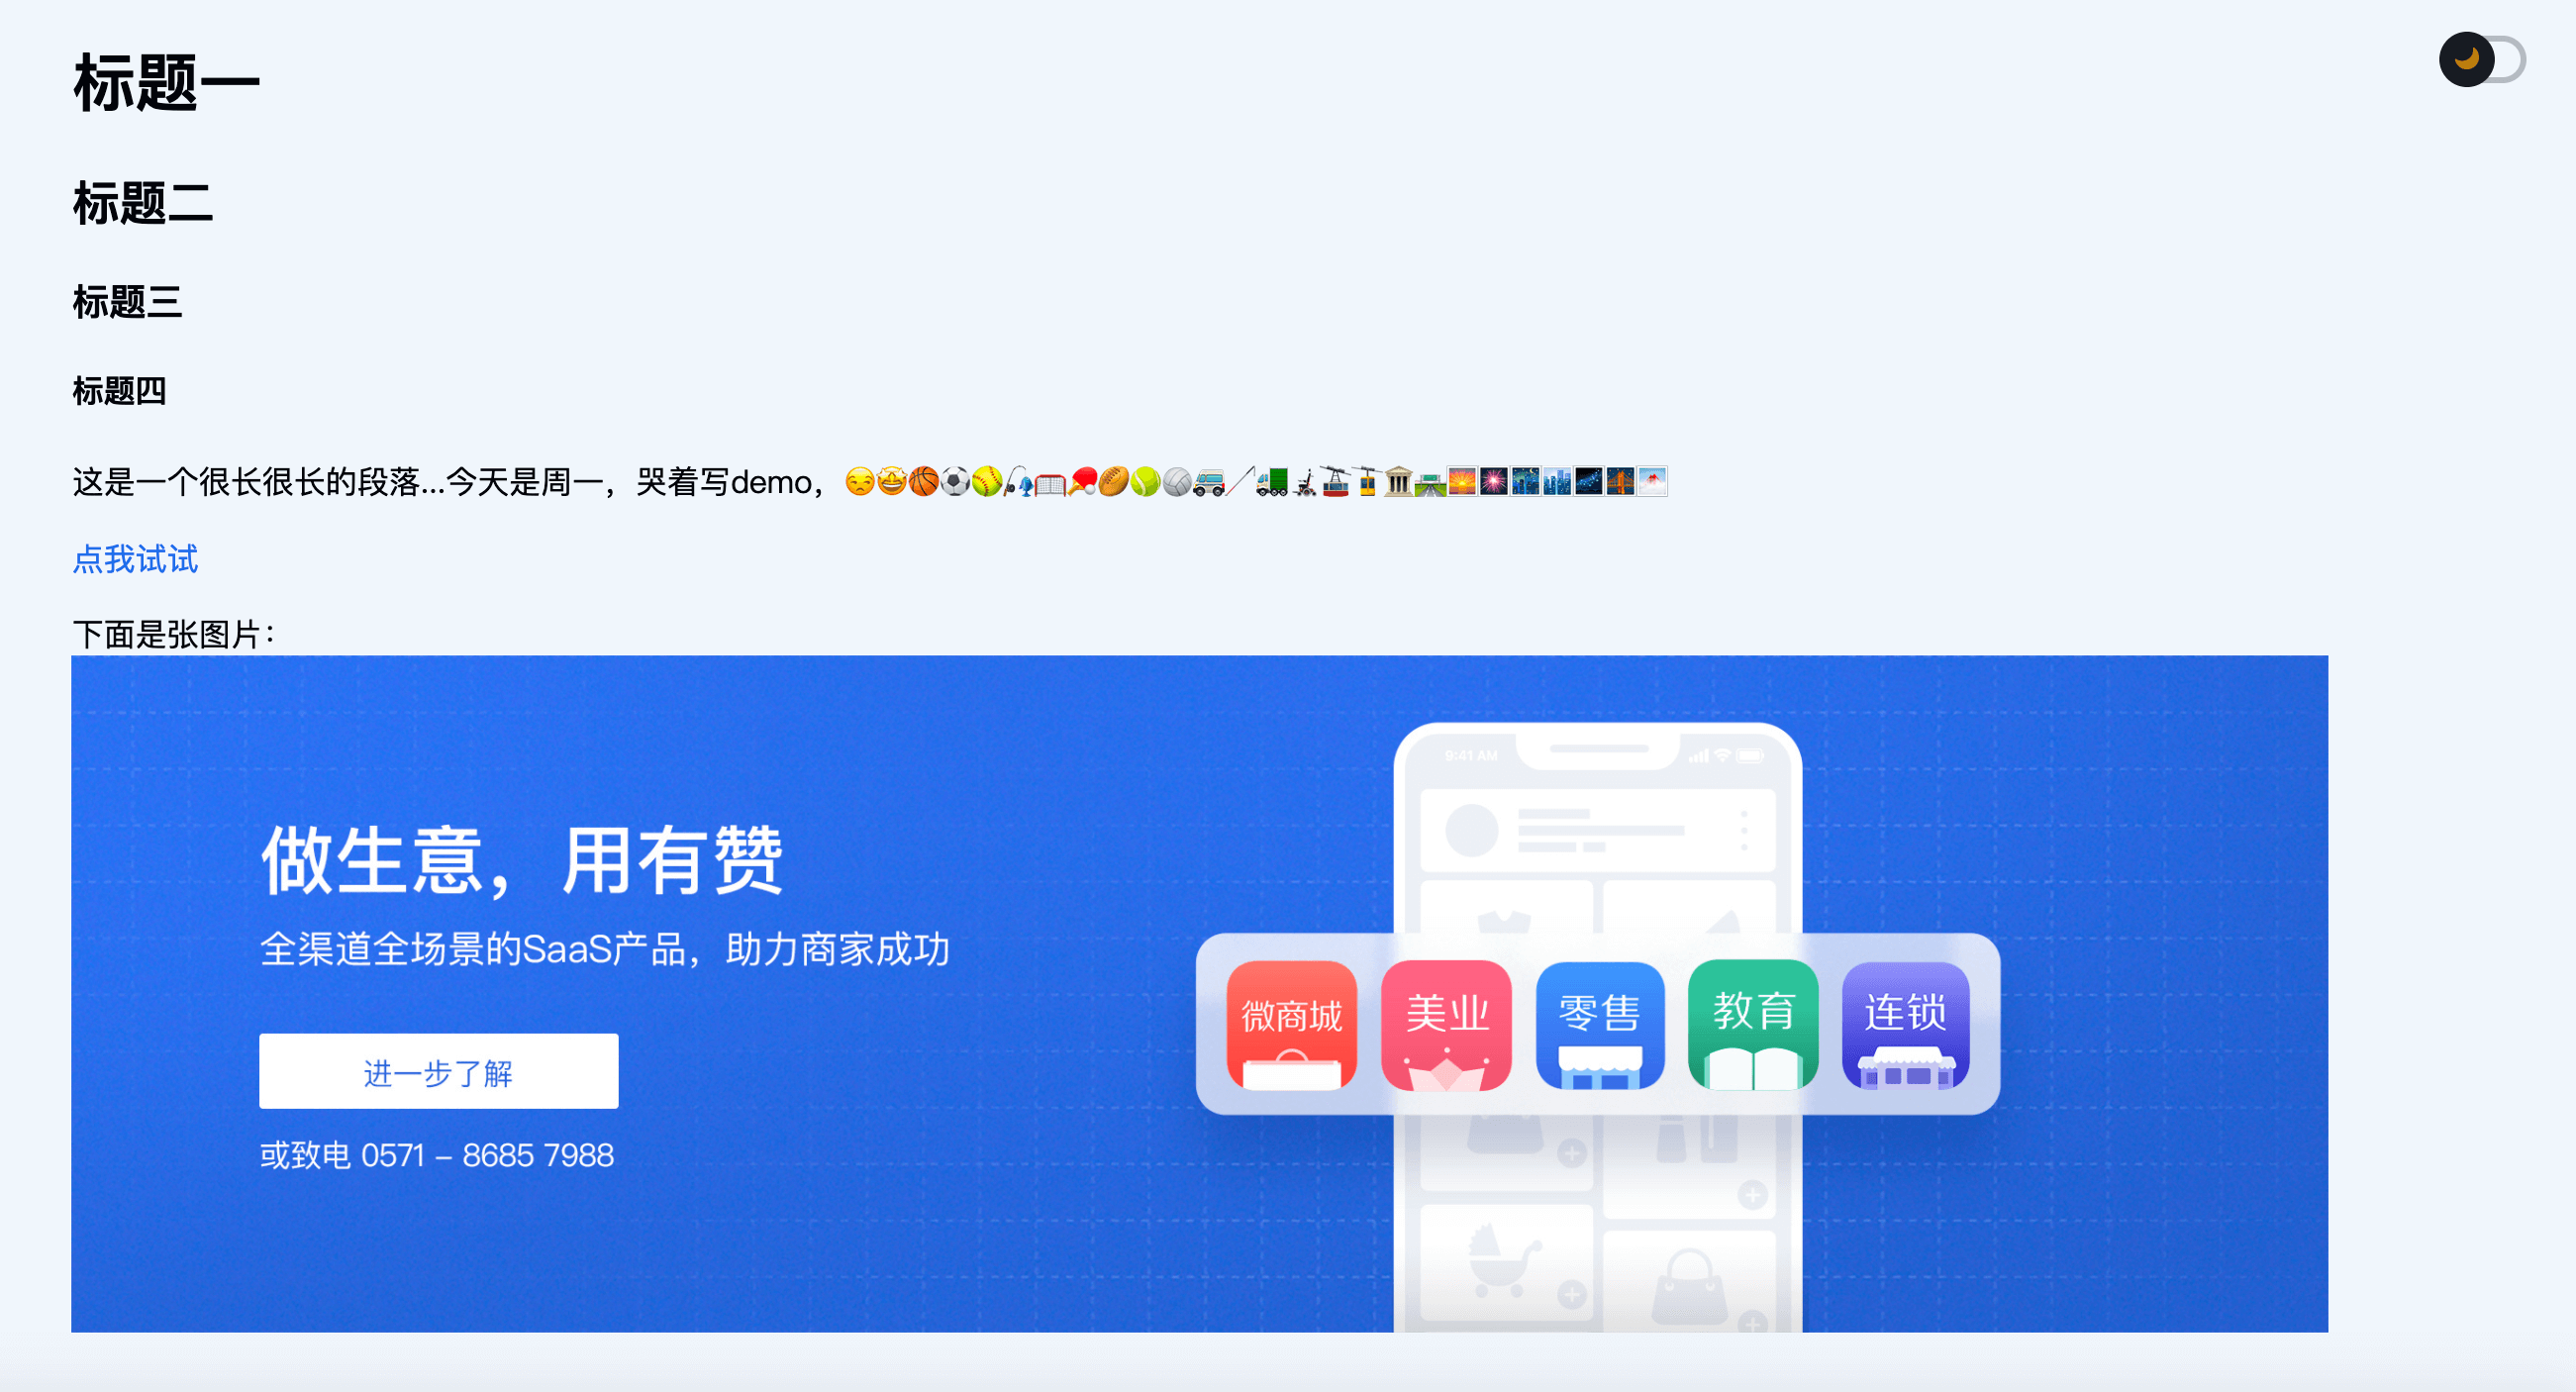 标题一
标题二
标题三
标题四
这是一个很长很长的段落...今天是周一，哭着写demo，😒🤩🏀⚽🥎🎣🥅🏓🏉🎾🏐🚐🦯🚛🦼🚡🚠🏛🛣🌅🎆🌃🏙🌌🌉🗻
点我试试
下面是张图片：
9:41 AM
做生意，用有赞
全渠道全场景的SaaS产品，助力商家成功
微商城 美业 零售 教育 连锁
进一步了解
或致电 0571 – 8685 7988